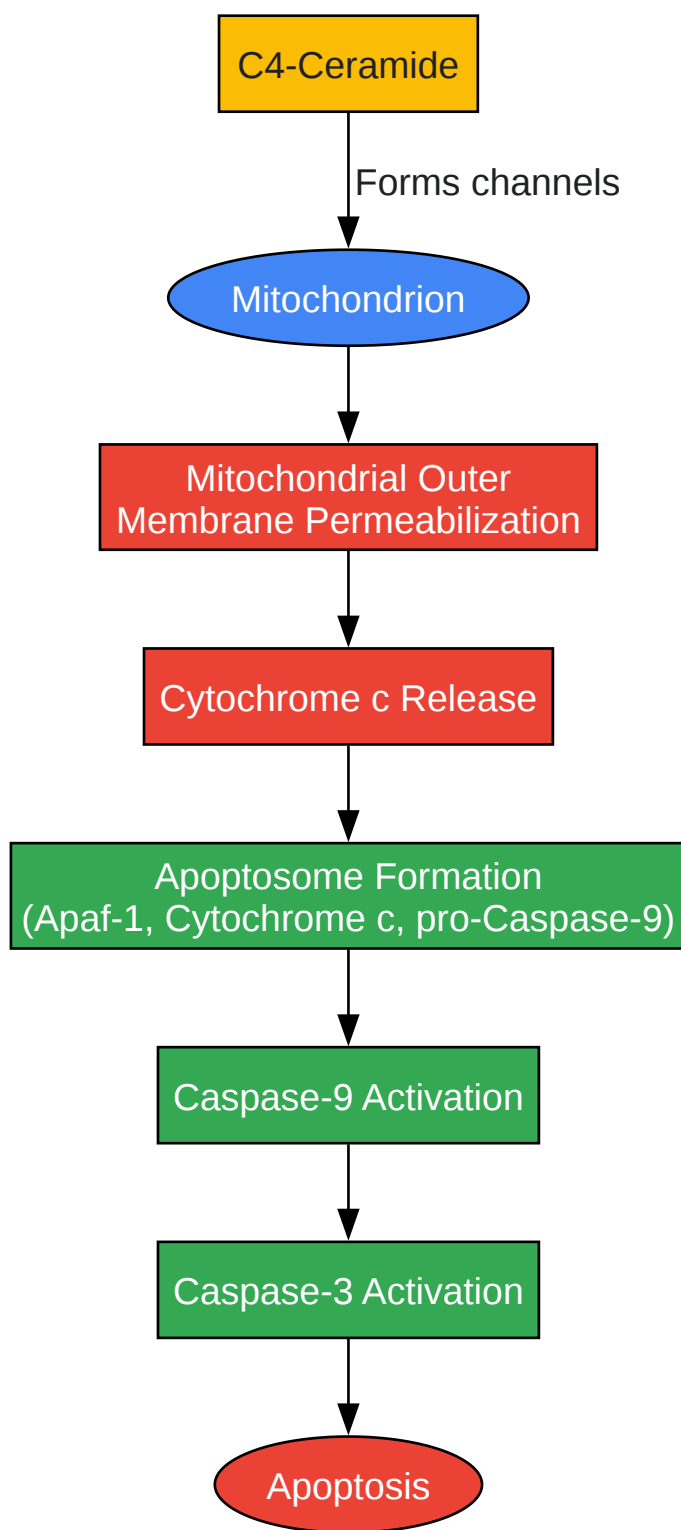 C4-Ceramide
Forms channels
Mitochondrion
Mitochondrial Outer
Membrane Permeabilization
Cytochrome c Release
Apoptosome Formation
(Apaf-1, Cytochrome c, pro-Caspase-9)
Caspase-9 Activation
Caspase-3 Activation
Apoptosis